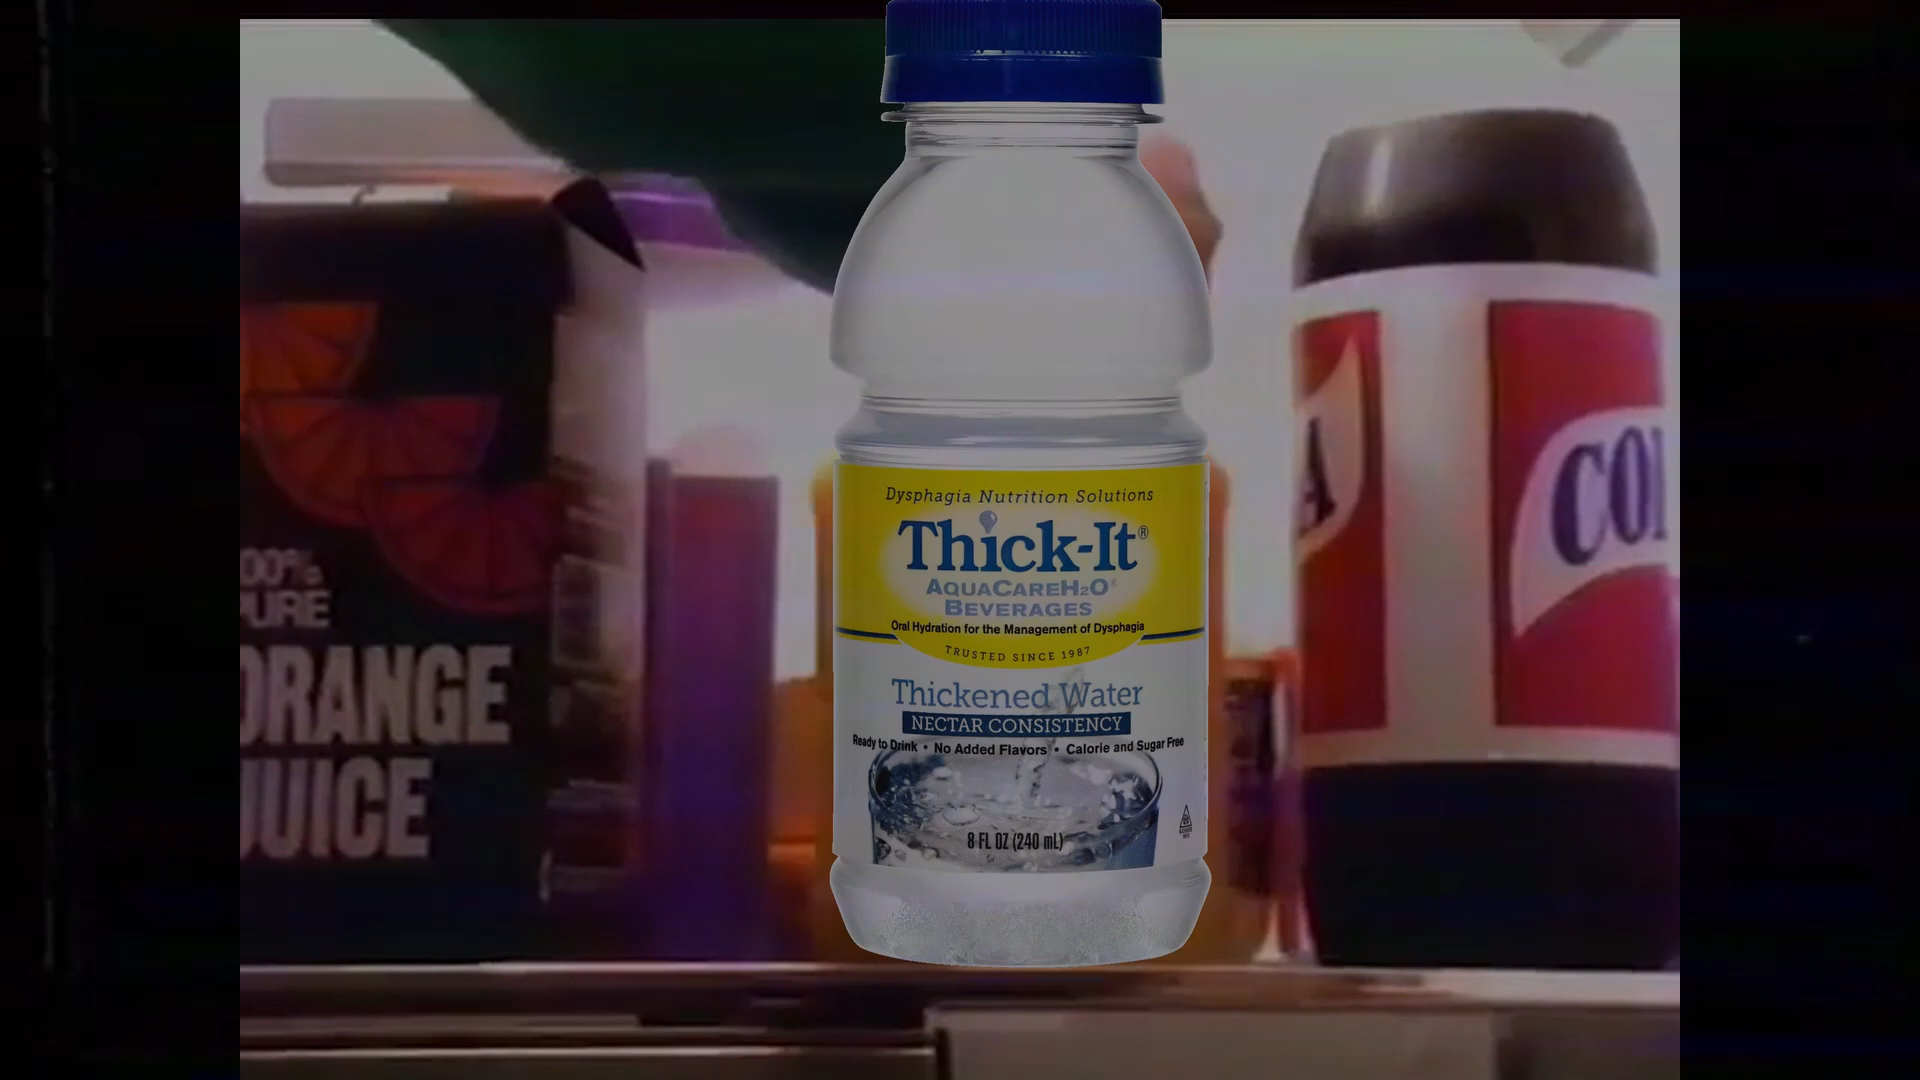 Dysphagia Nutrition Solutions
Thick-It®
AQUACAREH₂O®
BEVERAGES
Oral Hydration for the Management of Dysphagia
TRUSTED SINCE 1987
Thickened Water
NECTAR CONSISTENCY
Ready to Drink • No Added Flavors • Calorie and Sugar Free
8 FL OZ (240 mL)
00%
PURE
ORANGE
JUICE
A
CO